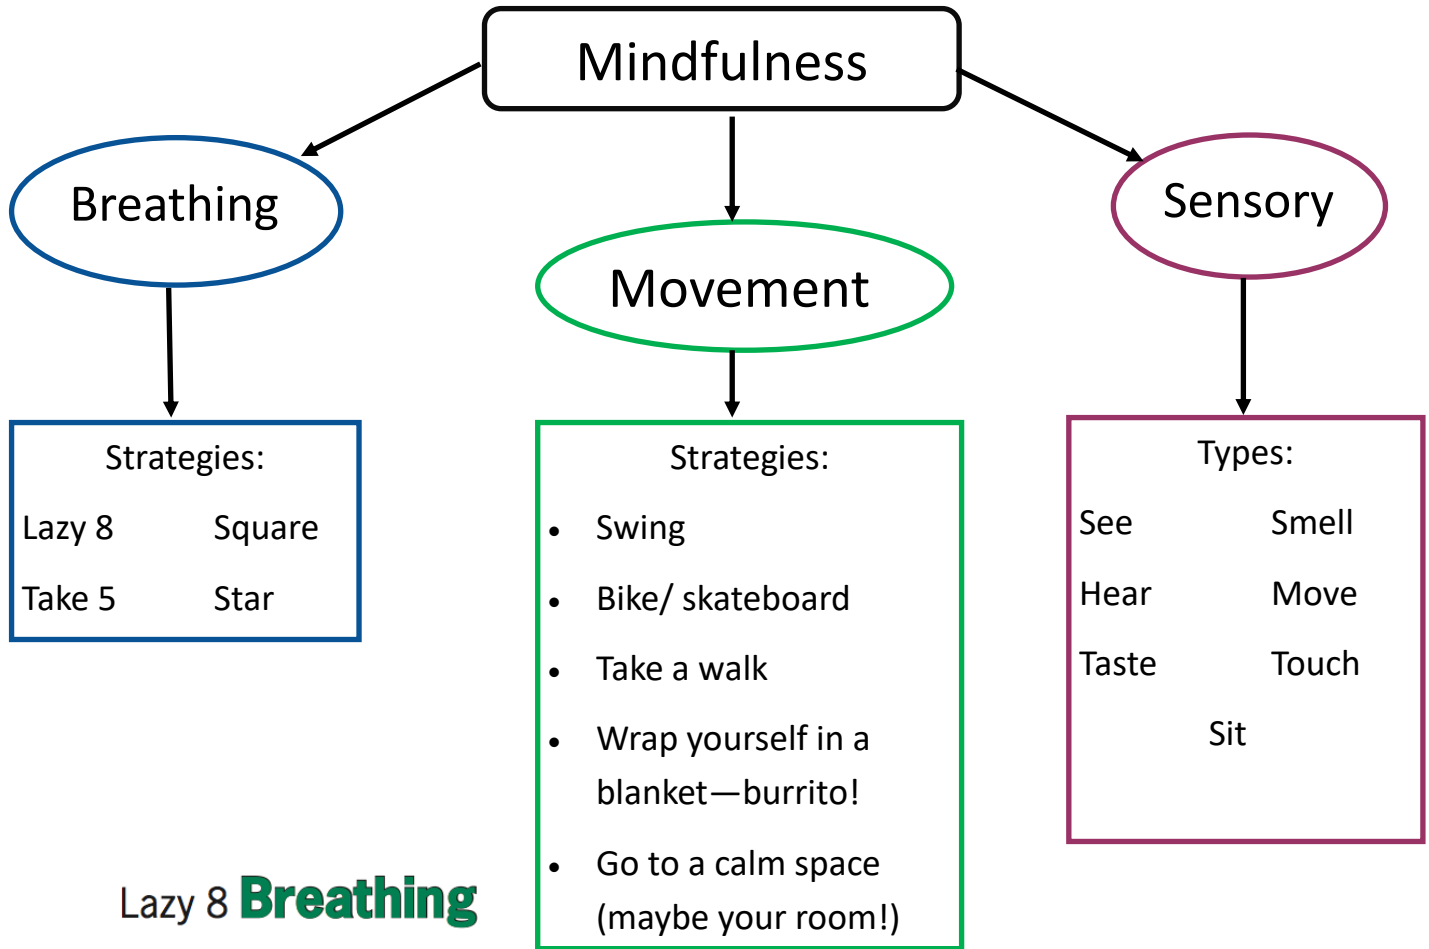 Mindfulness
Breathing
Movement
Sensory
Strategies:
Lazy 8 Square
Take 5 Star
Strategies:
• Swing
• Bike/ skateboard
• Take a walk
• Wrap yourself in a
blanket—burrito!
• Go to a calm space
(maybe your room!)
Types:
See Smell
Hear Move
Taste Touch
Sit
Lazy 8 Breathing